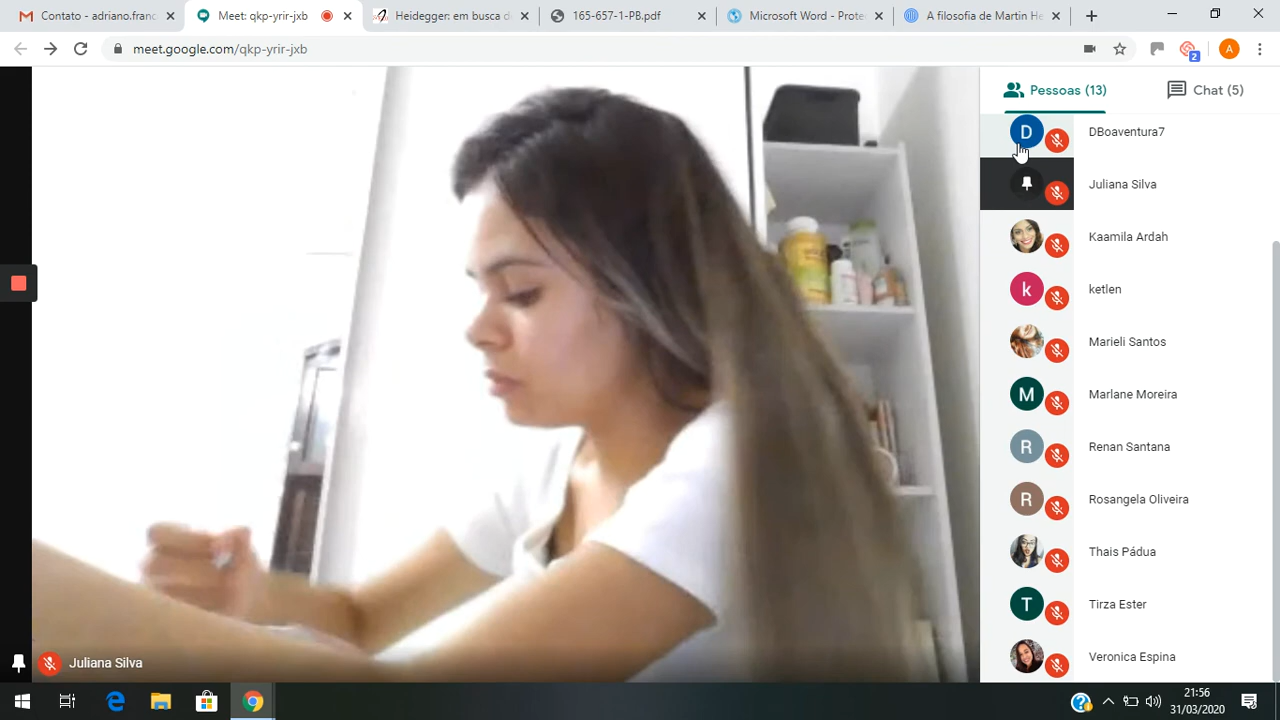 Contato - adriano.franc
Meet: qkp-yrir-jxb
Heidegger: em busca d
165-657-1-PB.pdf
Microsoft Word - Prote
A filosofia de Martin He
meet.google.com/qkp-yrir-jxb
2
A
Pessoas (13)
Chat (5)
D
DBoaventura7
Juliana Silva
Kaamila Ardah
k
ketlen
Marieli Santos
M
Marlane Moreira
R
Renan Santana
R
Rosangela Oliveira
Thais Pádua
T
Tirza Ester
Veronica Espina
Juliana Silva
21:56
31/03/2020